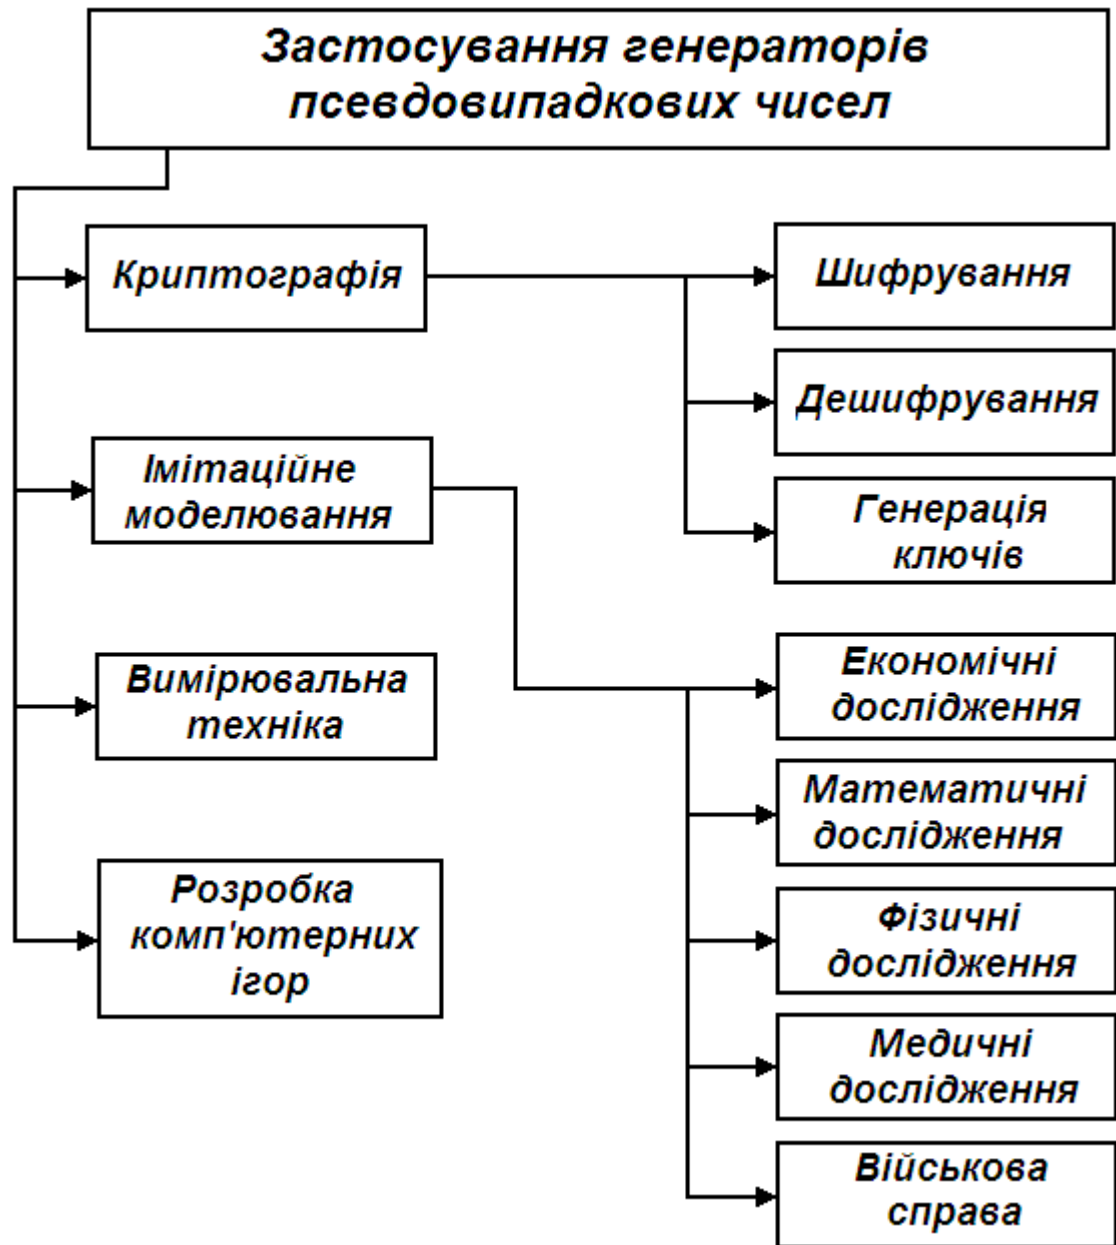 Застосування генераторів
псевдовипадкових чисел
Криптографія
Шифрування
Дешифрування
Генерація
ключів
Імітаційне
моделювання
Економічні
дослідження
Математичні
дослідження
Фізичні
дослідження
Медичні
дослідження
Військова
справа
Вимірювальна
техніка
Розробка
комп'ютерних
ігор